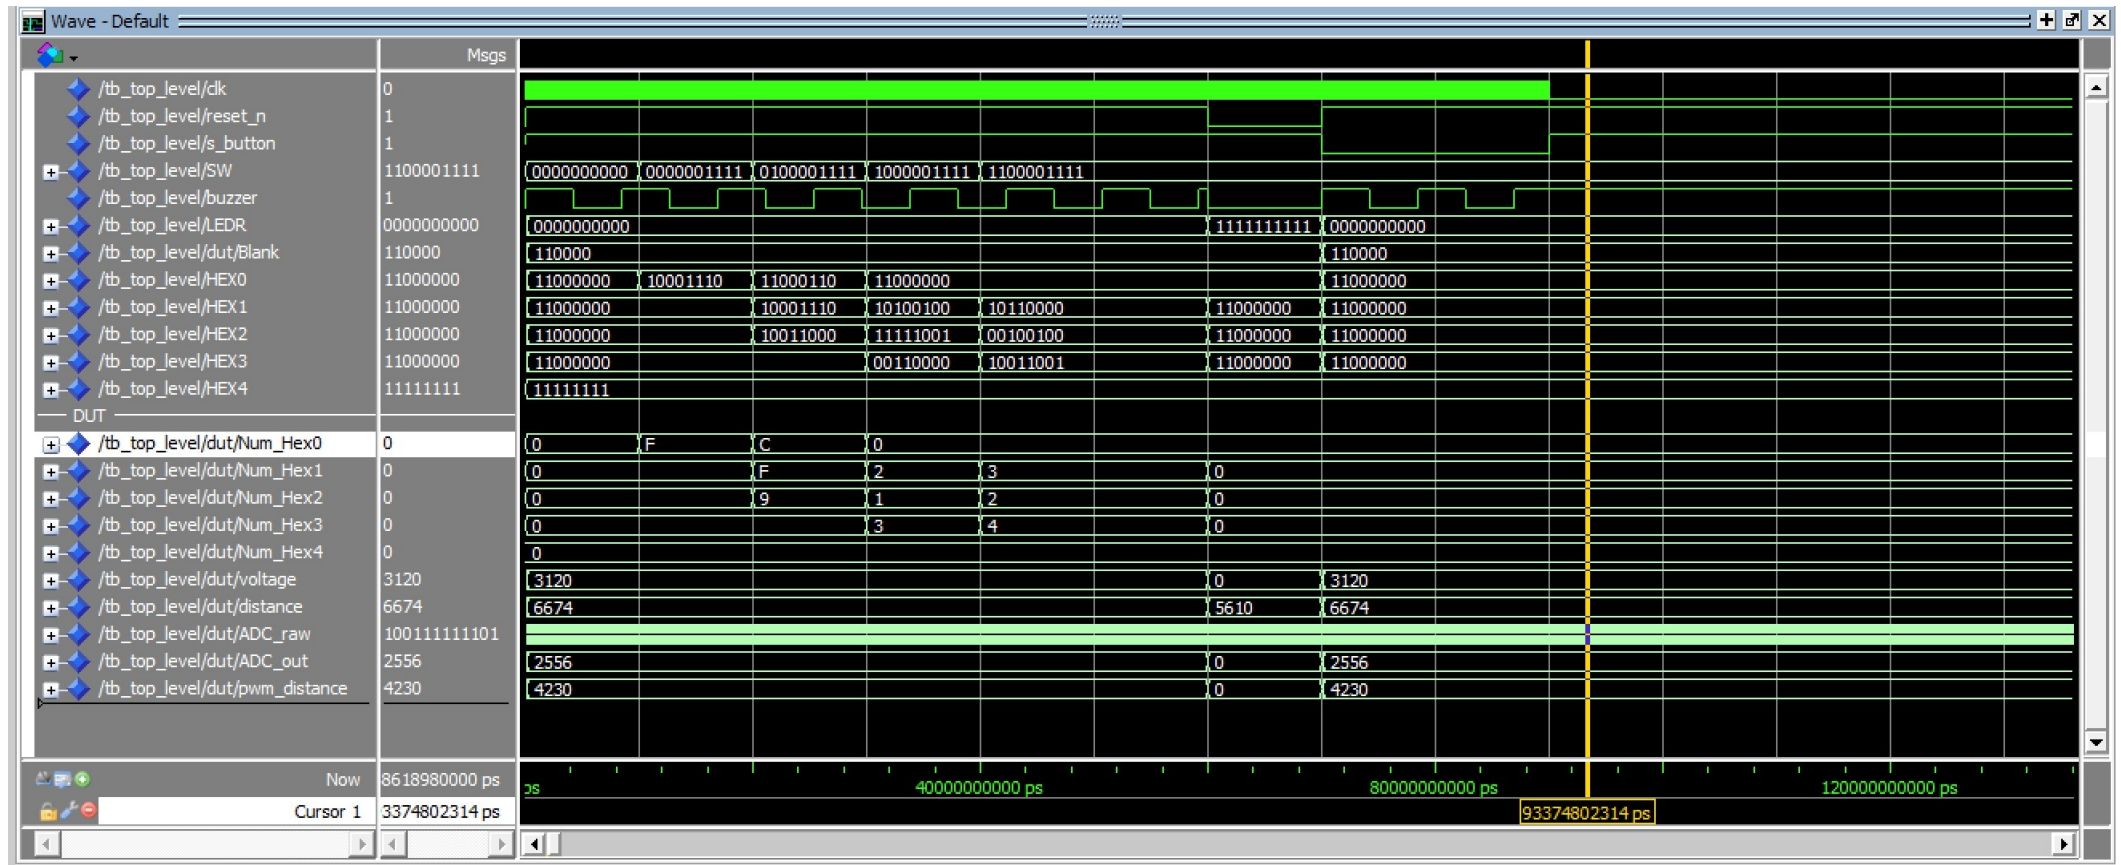 Wave - Default
Msgs
/tb_top_level/clk 0
/tb_top_level/reset_n 1
/tb_top_level/s_button 1
/tb_top_level/SW 1100001111 0000000000 0000001111 0100001111 1000001111 1100001111
/tb_top_level/buzzer 1
/tb_top_level/LEDR 0000000000 0000000000 1111111111 0000000000
/tb_top_level/dut/Blank 110000 110000 110000
/tb_top_level/HEX0 11000000 11000000 10001110 11000110 11000000 11000000
/tb_top_level/HEX1 11000000 11000000 10001110 10100100 10110000 11000000 11000000
/tb_top_level/HEX2 11000000 11000000 10011000 11111001 00100100 11000000 11000000
/tb_top_level/HEX3 11000000 11000000 00110000 10011001 11000000 11000000
/tb_top_level/HEX4 11111111 11111111
DUT
/tb_top_level/dut/Num_Hex0 0 0 F C 0
/tb_top_level/dut/Num_Hex1 0 0 F 2 3 0
/tb_top_level/dut/Num_Hex2 0 0 9 1 2 0
/tb_top_level/dut/Num_Hex3 0 0 3 4 0
/tb_top_level/dut/Num_Hex4 0 0
/tb_top_level/dut/voltage 3120 3120 0 3120
/tb_top_level/dut/distance 6674 6674 5610 6674
/tb_top_level/dut/ADC_raw 100111111101
/tb_top_level/dut/ADC_out 2556 2556 0 2556
/tb_top_level/dut/pwm_distance 4230 4230 0 4230
Now 8618980000 ps ps 40000000000 ps 80000000000 ps 120000000000 ps
Cursor 1 3374802314 ps 93374802314 ps